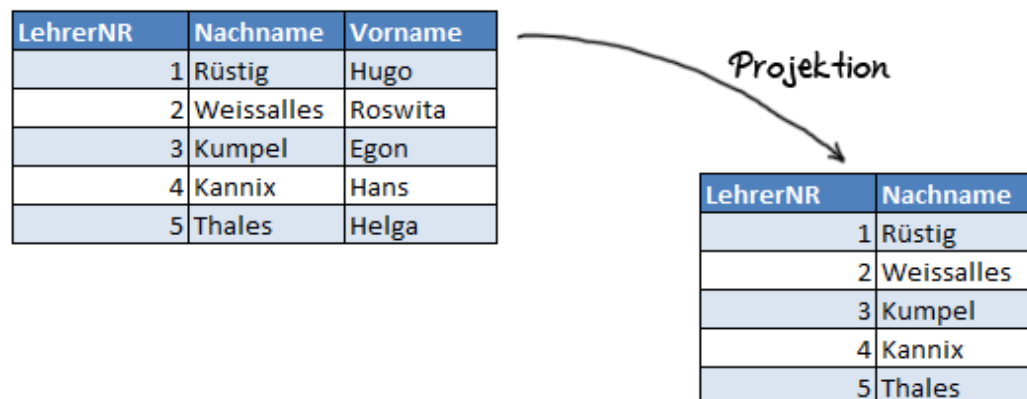 LehrerNR Nachname Vorname
1 Rüstig Hugo
2 Weissalles Roswita
3 Kumpel Egon
4 Kannix Hans
5 Thales Helga
Projektion
LehrerNR Nachname
1 Rüstig
2 Weissalles
3 Kumpel
4 Kannix
5 Thales